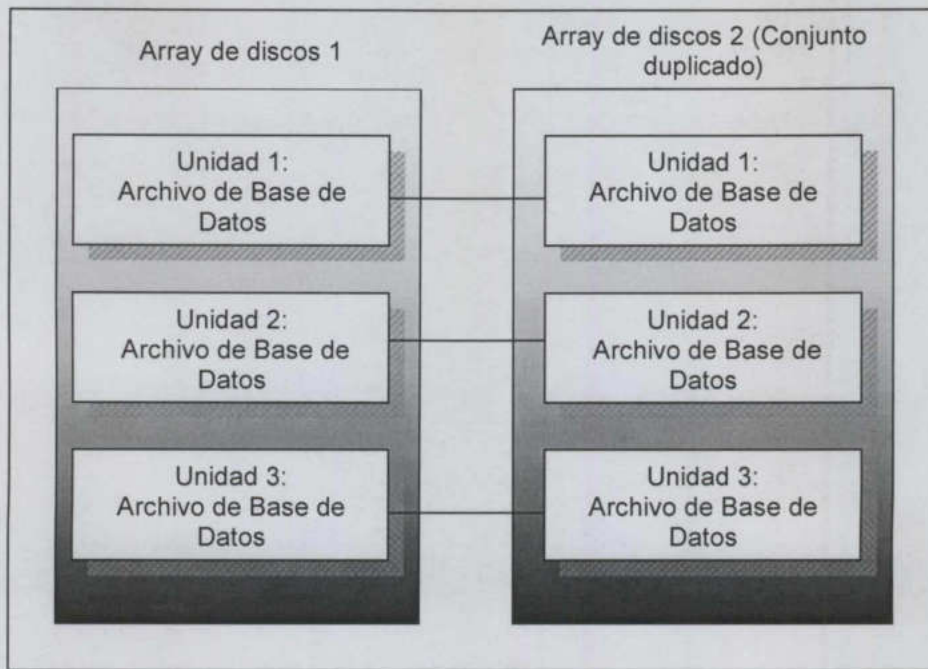 Array de discos 1
Array de discos 2 (Conjunto
duplicado)
Unidad 1:
Archivo de Base de
Datos
Unidad 2:
Archivo de Base de
Datos
Unidad 3:
Archivo de Base de
Datos
Unidad 1:
Archivo de Base de
Datos
Unidad 2:
Archivo de Base de
Datos
Unidad 3:
Archivo de Base de
Datos